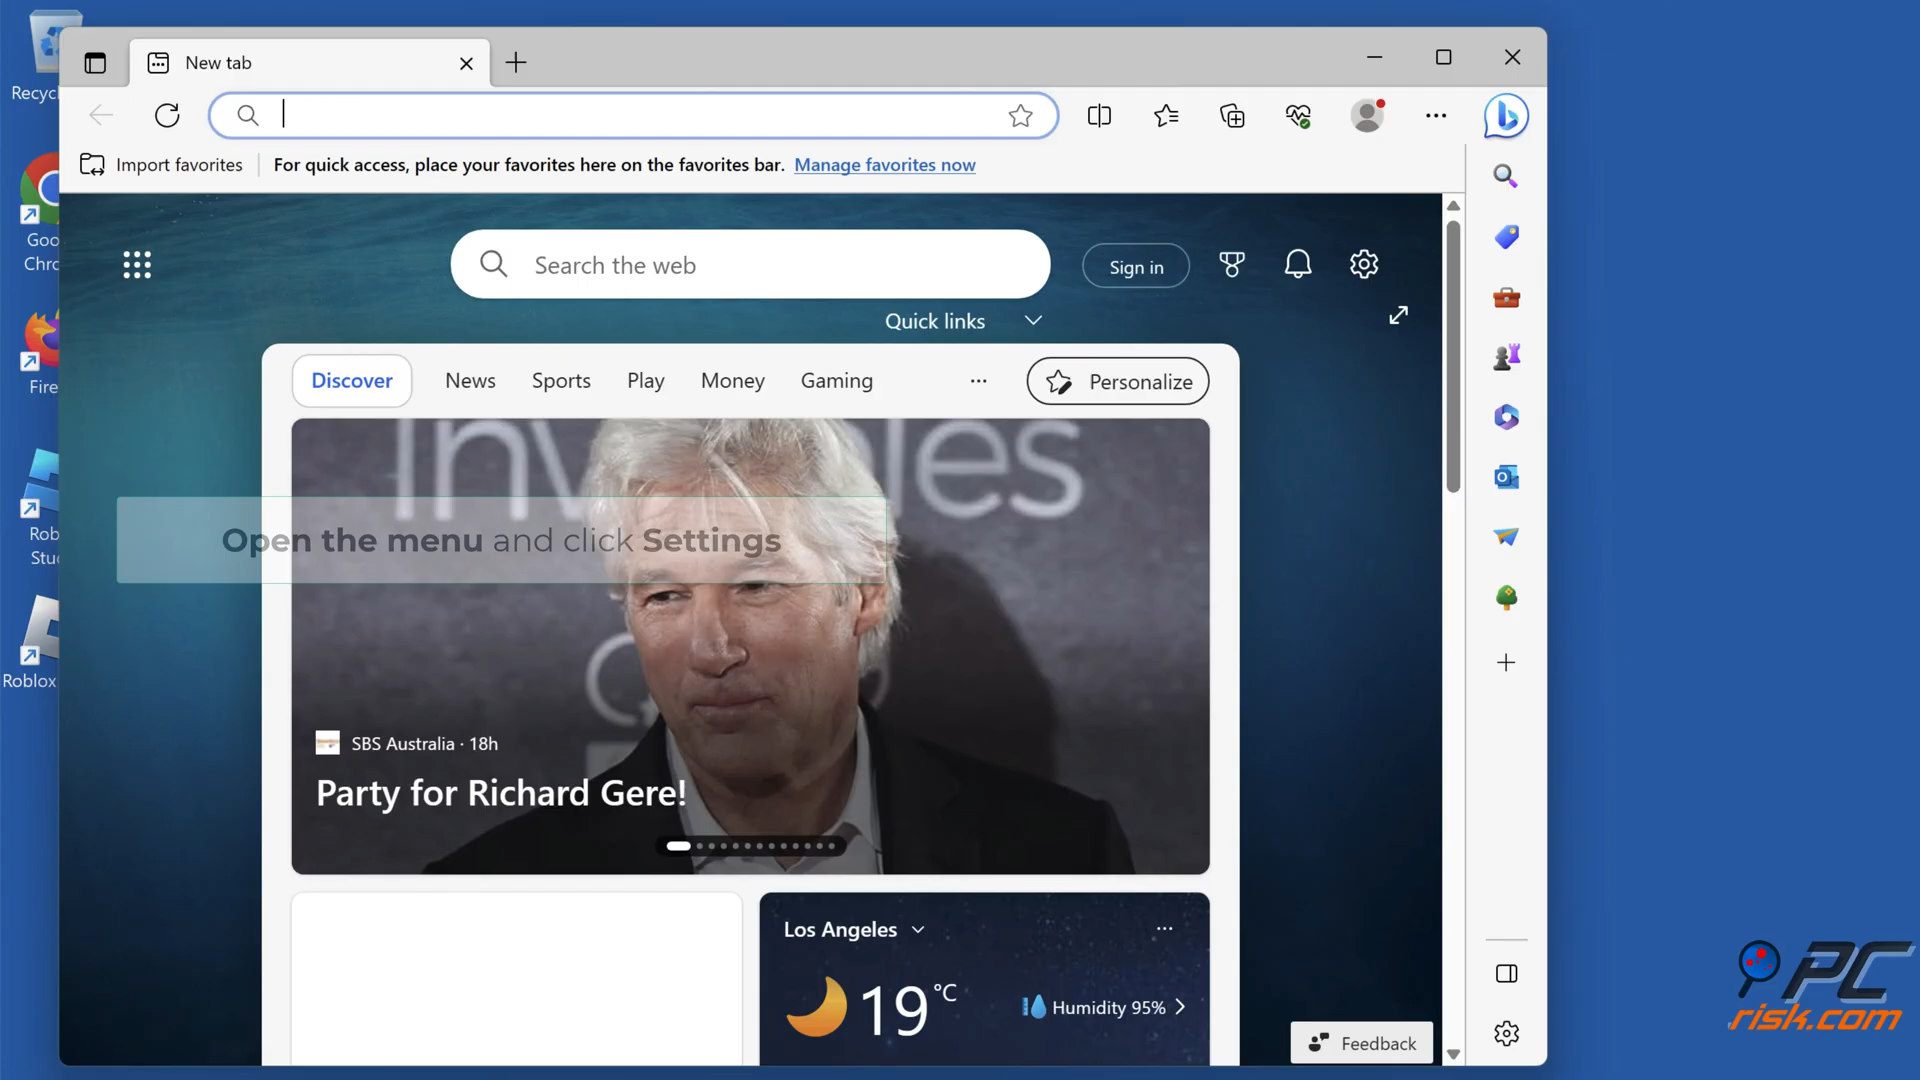 New tab
Recyc
Import favorites
For quick access, place your favorites here on the favorites bar. Manage favorites now
Goo
Chro
Search the web
Sign in
Quick links
Fire
Discover
News
Sports
Play
Money
Gaming
Personalize
Invi les
Open the menu and click Settings
Rob
Stu
Roblox
SBS Australia · 18h
Party for Richard Gere!
Los Angeles
19 °C
Humidity 95%
Feedback
PC
risk.com